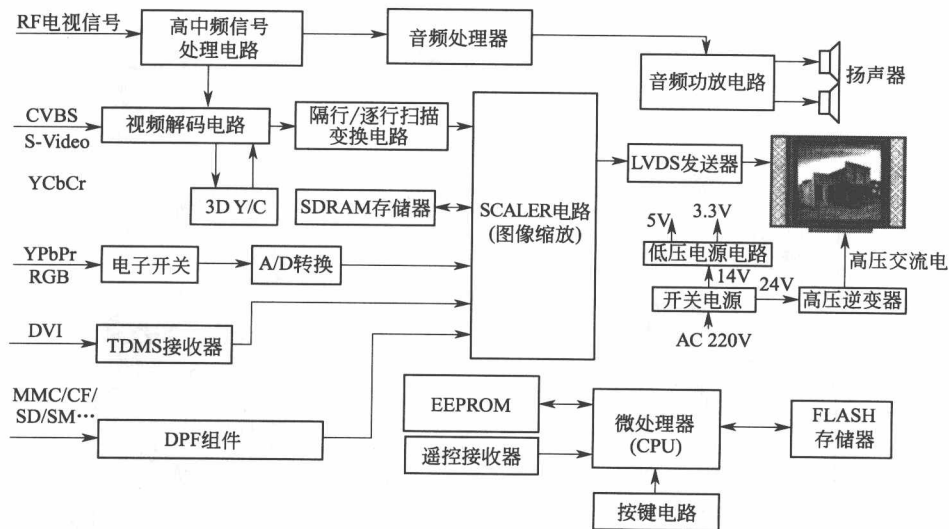 RF电视信号
高中频信号
处理电路
音频处理器
音频功放电路
扬声器
CVBS
S-Video
视频解码电路
隔行/逐行扫描
变换电路
YCbCr
3D Y/C
SDRAM存储器
SCALER电路
(图像缩放)
LVDS发送器
5V
3.3V
低压电源电路
14V
24V
开关电源
AC 220V
高压交流电
高压逆变器
YPbPr
RGB
电子开关
A/D转换
DVI
TDMS接收器
MMC/CF/
SD/SM…
DPF组件
EEPROM
遥控接收器
微处理器
(CPU)
FLASH
存储器
按键电路